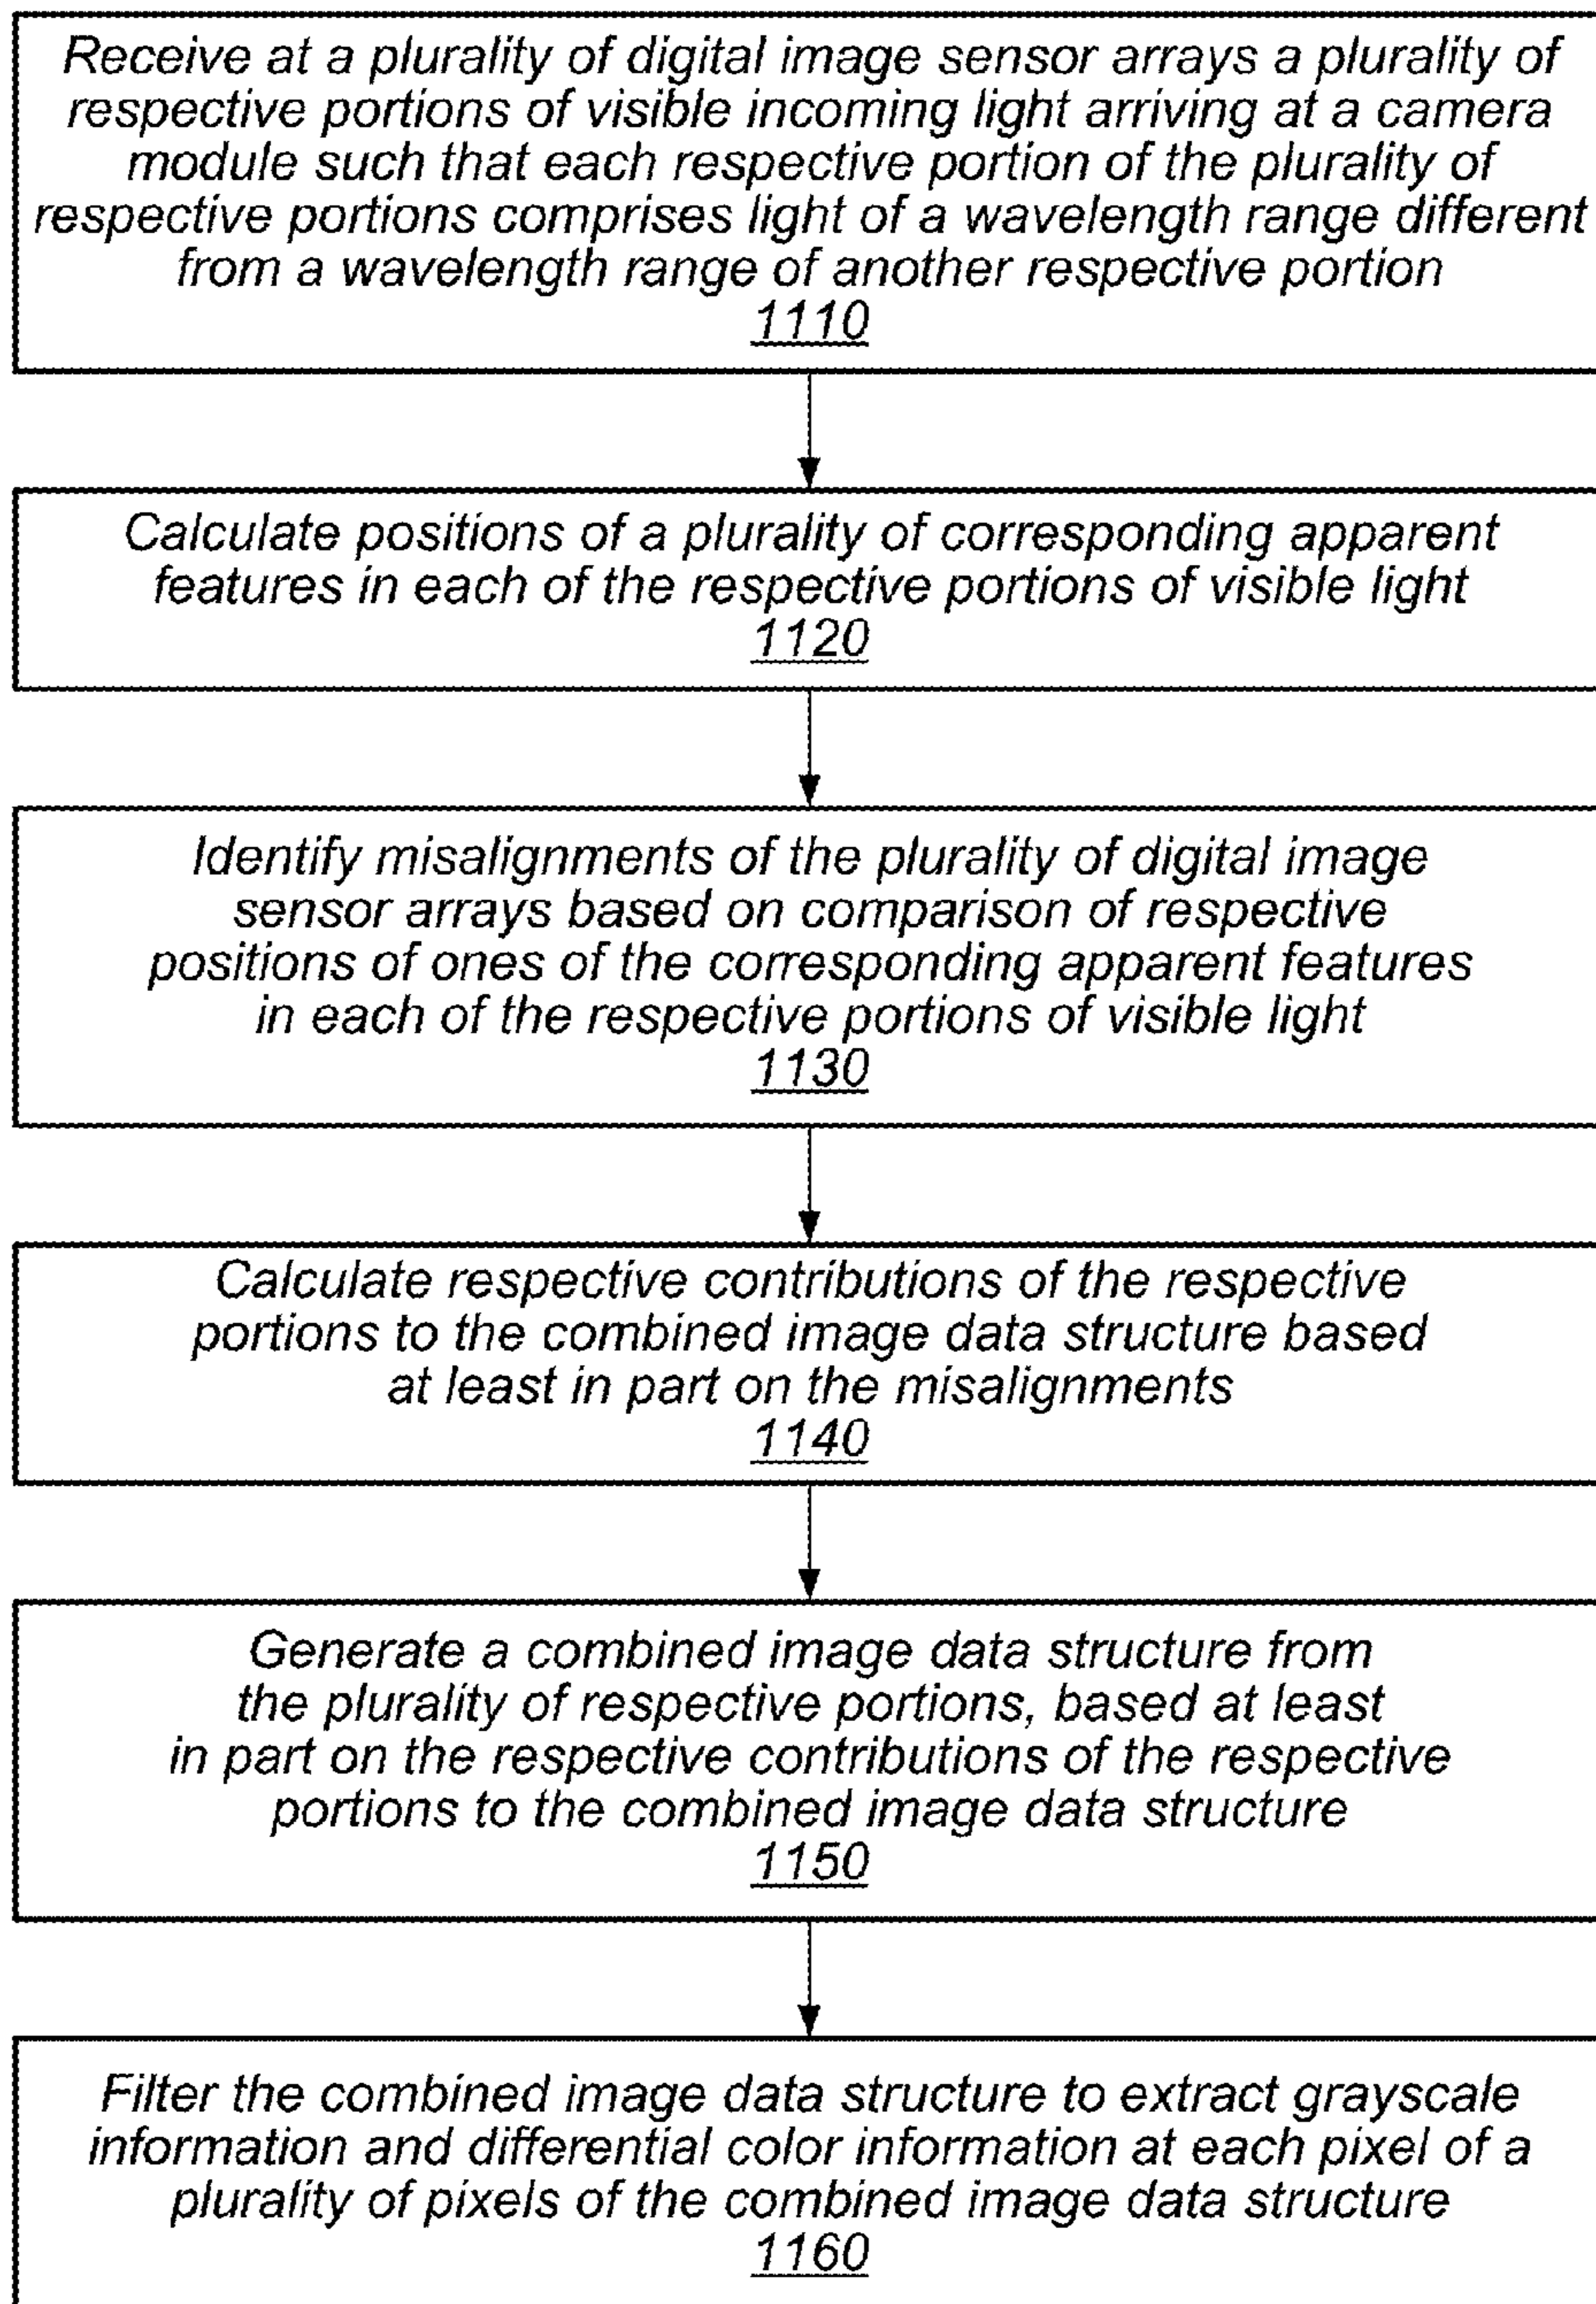 Receive at a plurality of digital image sensor arrays a plurality of
respective portions of visible incoming light arriving at a camera
module such that each respective portion of the plurality of
respective portions comprises light of a wavelength range different
from a wavelength range of another respective portion
1110
Calculate positions of a plurality of corresponding apparent
features in each of the respective portions of visible light
1120
Identify misalignments of the plurality of digital image
sensor arrays based on comparison of respective
positions of ones of the corresponding apparent features
in each of the respective portions of visible light
1130
Calculate respective contributions of the respective
portions to the combined image data structure based
at least in part on the misalignments
1140
Generate a combined image data structure from
the plurality of respective portions, based at least
in part on the respective contributions of the respective
portions to the combined image data structure
1150
Filter the combined image data structure to extract grayscale
information and differential color information at each pixel of a
plurality of pixels of the combined image data structure
1160